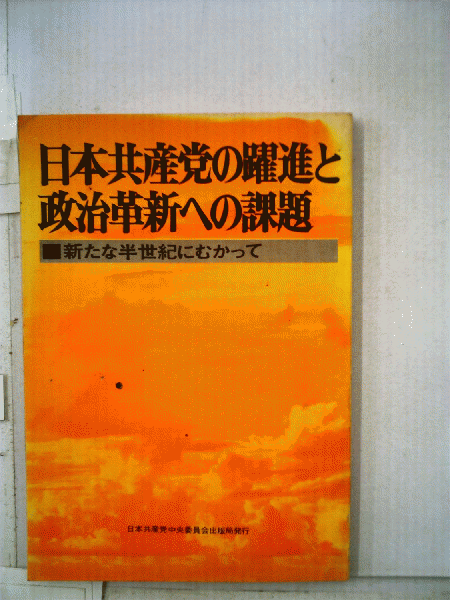 日本共産党の躍進と
政治革新への課題
■新たな半世紀にむかって
日本共産党中央委員会出版局発行